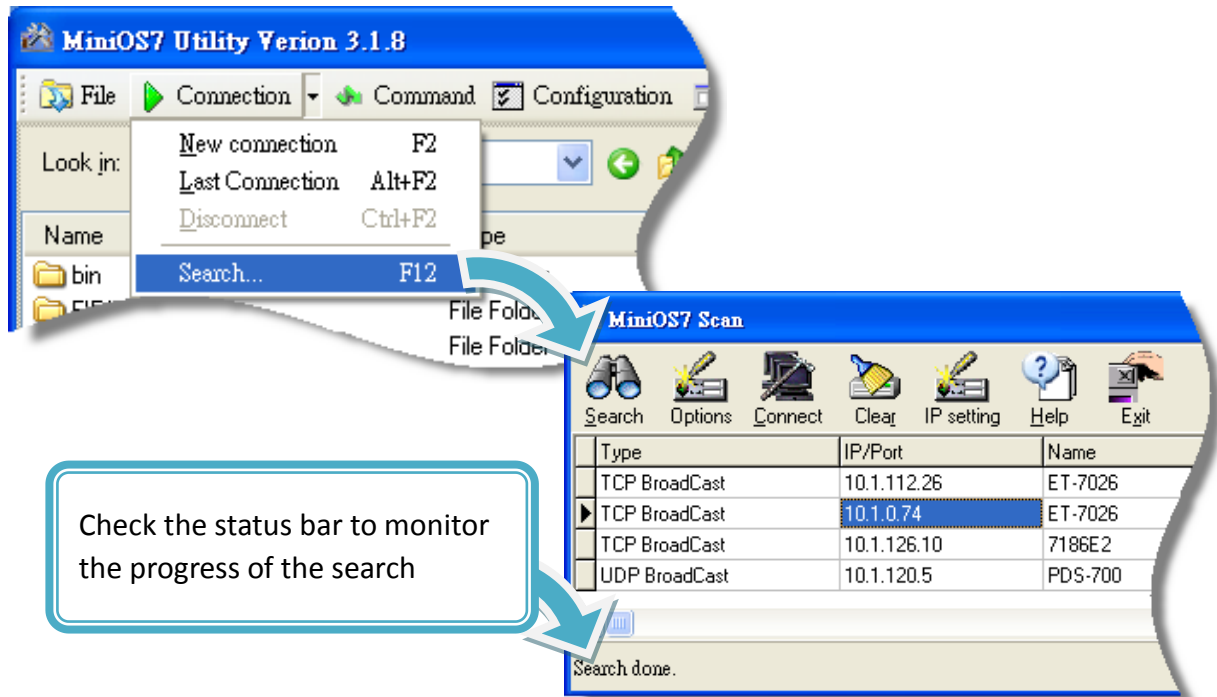 MiniOS7 Utility Verion 3.1.8
File Connection Command Configuration
Look in:
New connection F2
Last Connection Alt+F2
Disconnect Ctrl+F2
Search... F12
Name
bin
File
File Folder
MiniOS7 Scan
Search Options Connect Clear IP setting Help Exit
Type IP/Port Name
TCP BroadCast 10.1.112.26 ET-7026
TCP BroadCast 10.1.0.74 ET-7026
TCP BroadCast 10.1.126.10 7186E2
UDP BroadCast 10.1.120.5 PDS-700
Check the status bar to monitor
the progress of the search
Search done.